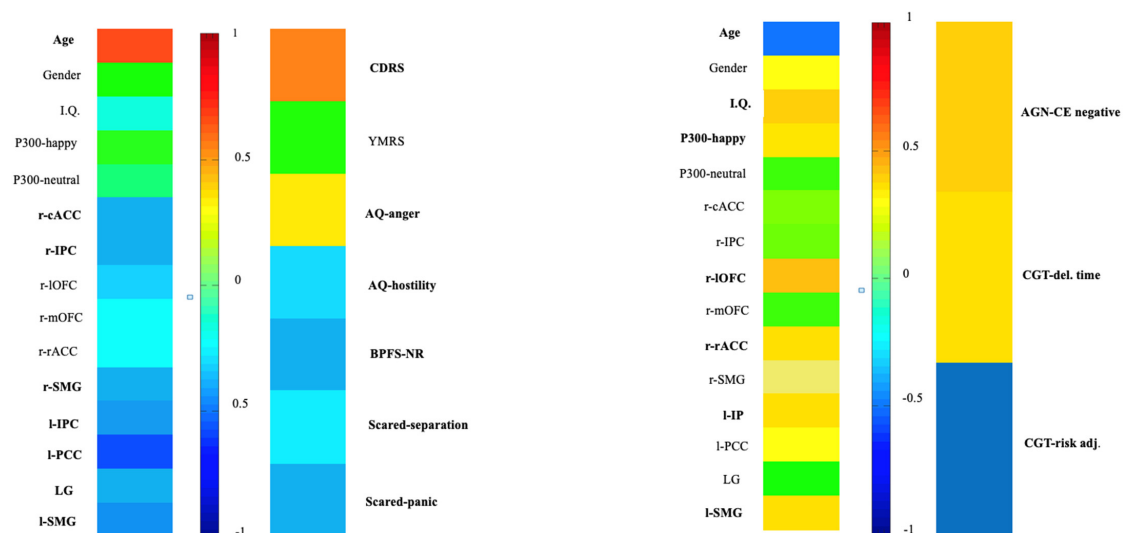 Age
Gender
I.Q.
P300-happy
P300-neutral
r-cACC
r-IPC
r-lOFC
r-mOFC
r-rACC
r-SMG
l-IPC
l-PCC
LG
l-SMG
1
0.5
0
0.5
-1
CDRS
YMRS
AQ-anger
AQ-hostility
BPFS-NR
Scared-separation
Scared-panic
Age
Gender
I.Q.
P300-happy
P300-neutral
r-cACC
r-IPC
r-lOFC
r-mOFC
r-rACC
r-SMG
l-IP
l-PCC
LG
l-SMG
1
0.5
0
-0.5
-1
AGN-CE negative
CGT-del. time
CGT-risk adj.